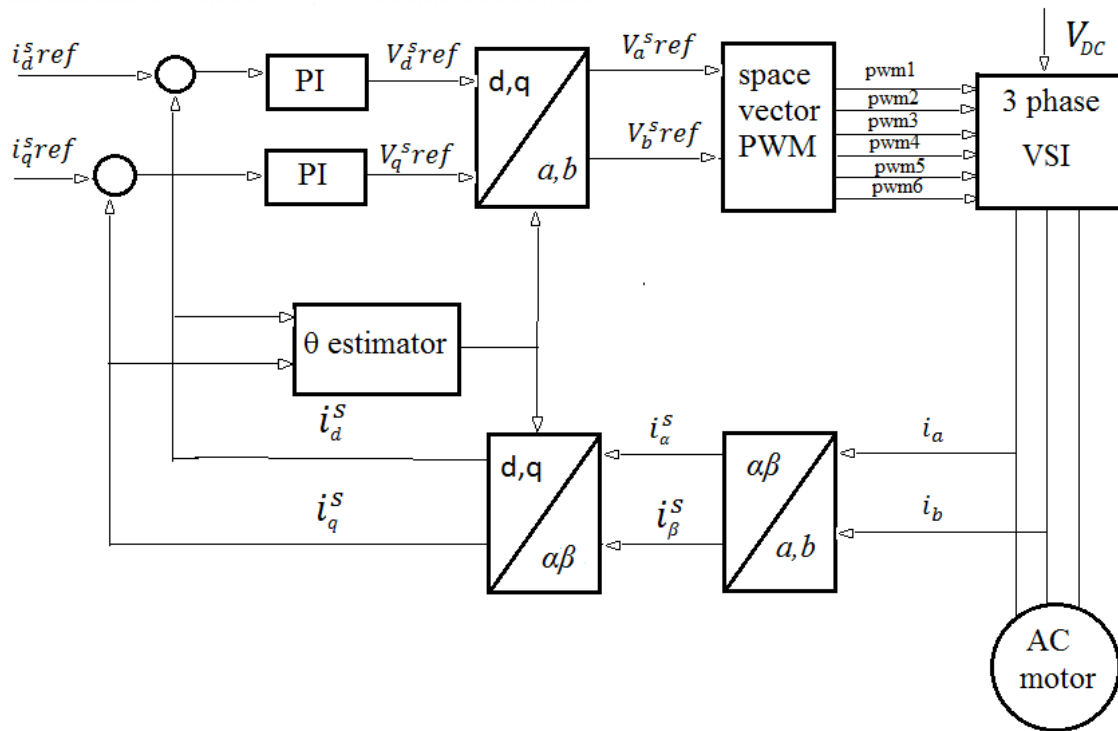 i_d^s ref
V_d^s ref
V_a^s ref
V_DC
PI
d,q
a,b
space
vector
PWM
pwm1
pwm2
pwm3
pwm4
pwm5
pwm6
3 phase
VSI
i_q^s ref
V_q^s ref
V_b^s ref
PI
θ estimator
i_d^s
i_q^s
d,q
αβ
i_α^s
i_β^s
αβ
a,b
i_a
i_b
AC
motor